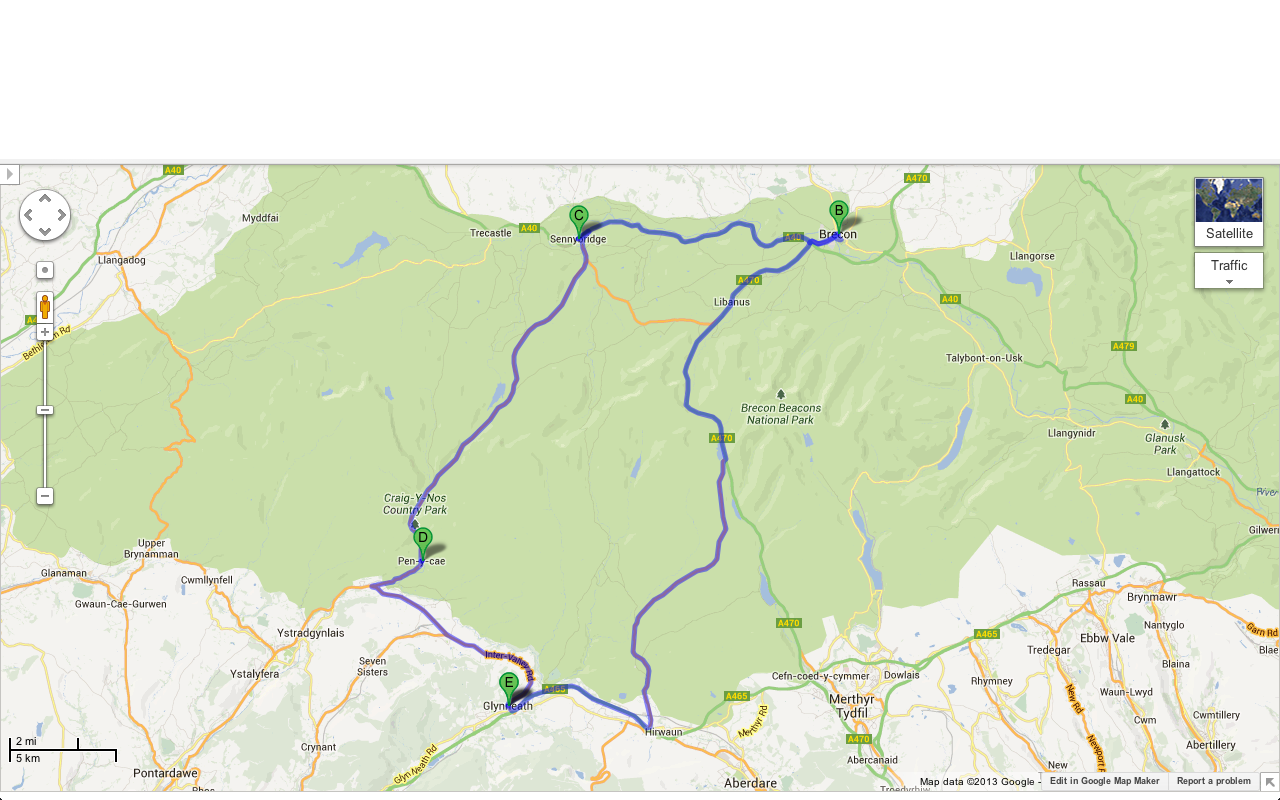 A40
A470
Myddfai
C
B
Satellite
Trecastle
A40
Sennybridge
A40
Brecon
Llangorse
Llangadog
Traffic
A470
Libanus
A40
Bethlehem Rd
A479
Talybont-on-Usk
A40
Brecon Beacons
National Park
A470
Llangynidr
Glanusk
Park
Llangattock
Craig-Y-Nos
Country Park
River
Gilwern
D
Upper
Brynamman
Pen-y-cae
Glanaman
Cwmllynfell
Rassau
Gwaun-Cae-Gurwen
Brynmawr
Ystradgynlais
A470
A465
Nantyglo
Garn Rd
Ebbw Vale
Tredegar
Blae
Inter-Valley Rd
Seven
Sisters
Ystalyfera
Cefn-coed-y-cymmer
Dowlais
Rhymney
Blaina
E
A465
A465
Merthyr
Tydfil
New Rd
Waun-Lwyd
Glynneath
Merthyr Rd
Cwm
Cwmtillery
Hirwaun
A470
2 mi
5 km
Crynant
Glyn Neath Rd
Newport R
Abertillery
Abercanaid
New
Pontardawe
Aberdare
Map data ©2013 Google -
Edit in Google Map Maker
Report a problem